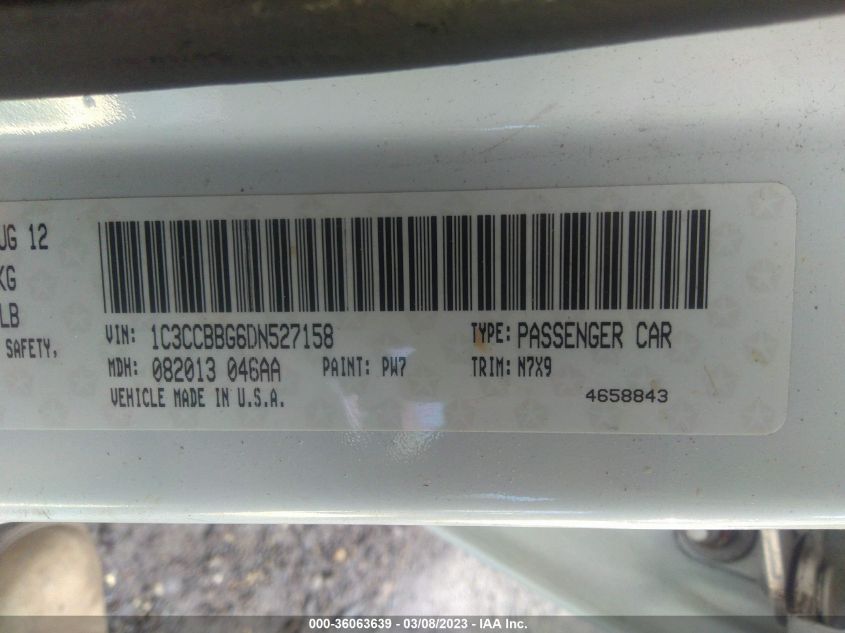 UG 12
KG
LB
SAFETY,
VIN: 1C3CCBBG6DN527158 TYPE: PASSENGER CAR
MDH: 082013 046AA PAINT: PW7 TRIM: N7X9
VEHICLE MADE IN U.S.A. 4658843
000-36063639 - 03/08/2023 - IAA Inc.